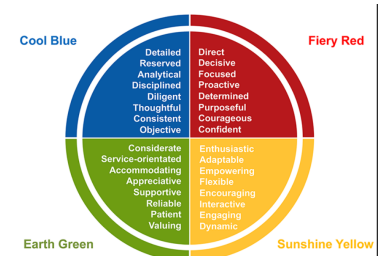 Cool Blue
Fiery Red
Detailed
Reserved
Analytical
Disciplined
Diligent
Thoughtful
Consistent
Objective
Direct
Decisive
Focused
Proactive
Determined
Purposeful
Courageous
Confident
Considerate
Service-orientated
Accommodating
Appreciative
Supportive
Reliable
Patient
Valuing
Enthusiastic
Adaptable
Empowering
Flexible
Encouraging
Interactive
Engaging
Dynamic
Earth Green
Sunshine Yellow